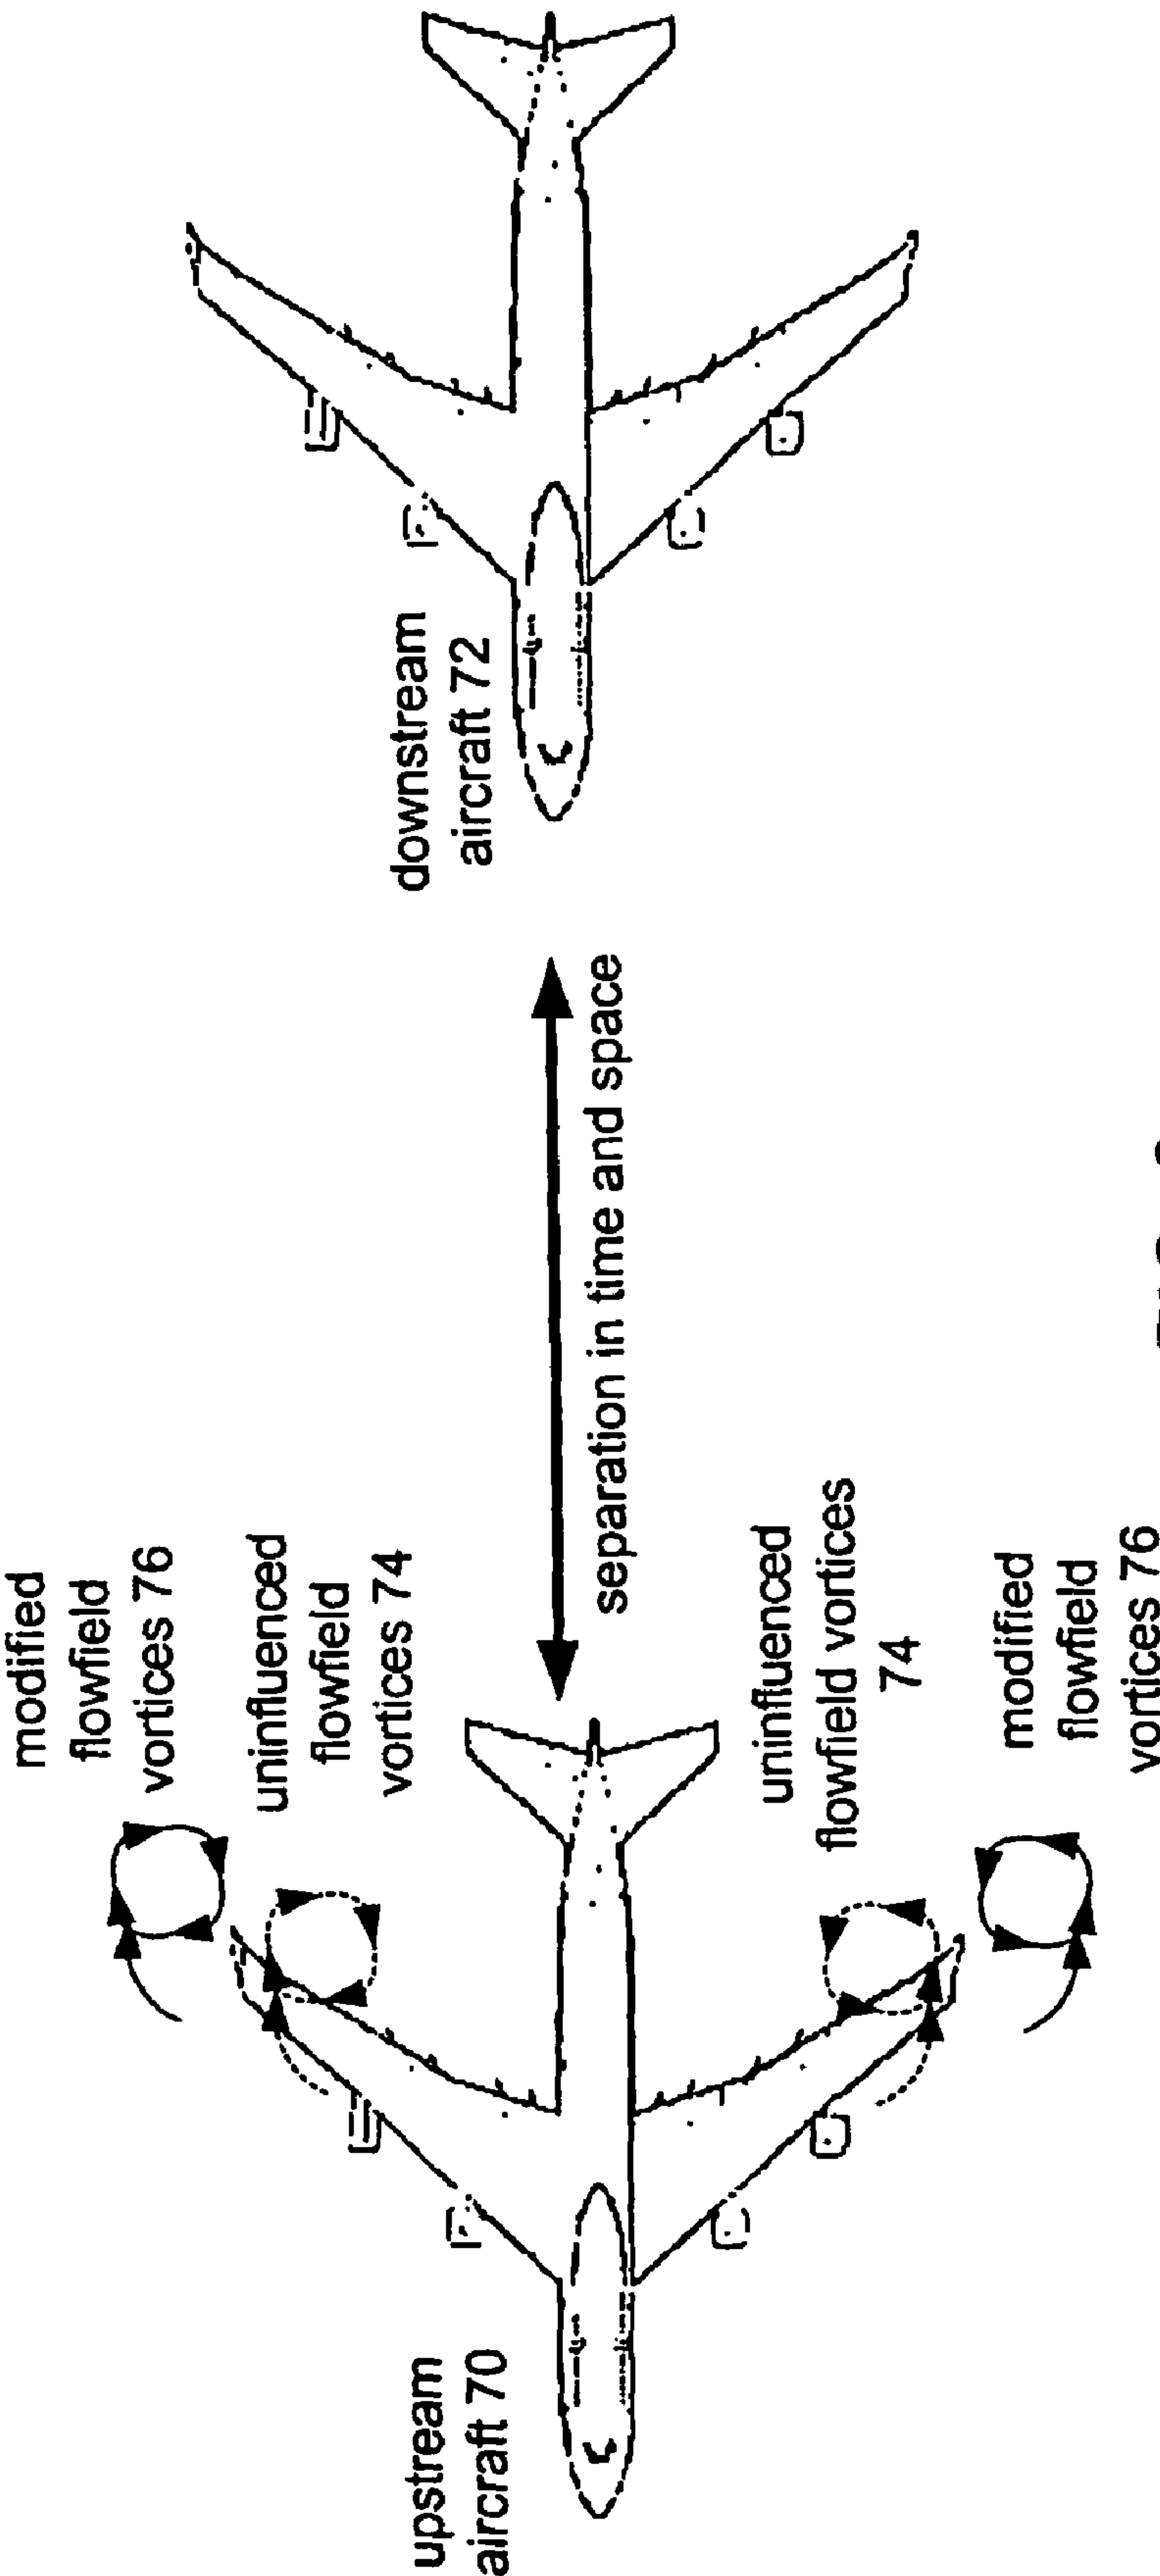 modified
flowfield
vortices 76
uninfluenced
flowfield
vortices 74
upstream
aircraft 70
downstream
aircraft 72
separation in time and space
uninfluenced
flowfield vortices
74
modified
flowfield
vortices 76